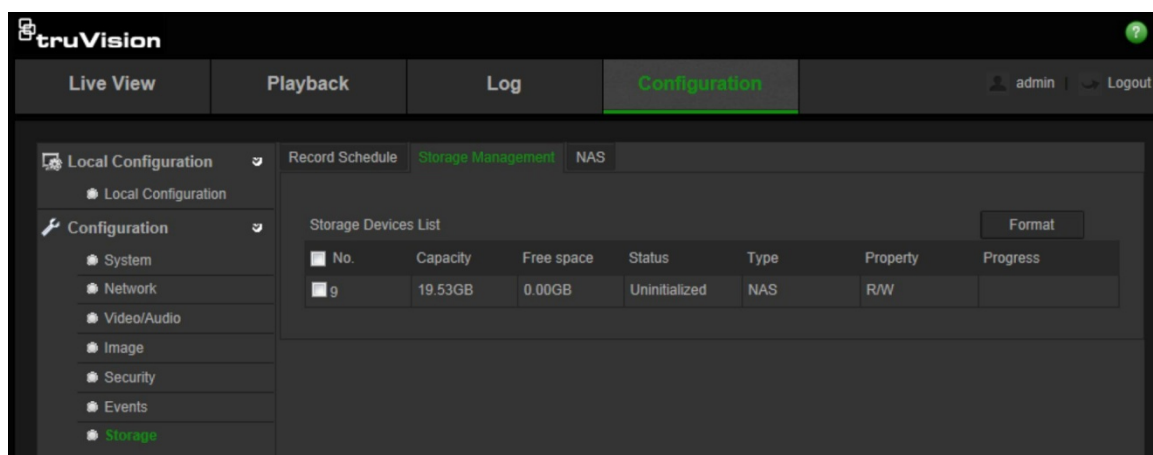 truVision
?
Live View Playback Log Configuration admin | Logout
Local Configuration
Local Configuration
Configuration
System
Network
Video/Audio
Image
Security
Events
Storage
Record Schedule Storage Management NAS
Storage Devices List Format
No. Capacity Free space Status Type Property Progress
9 19.53GB 0.00GB Uninitialized NAS R/W